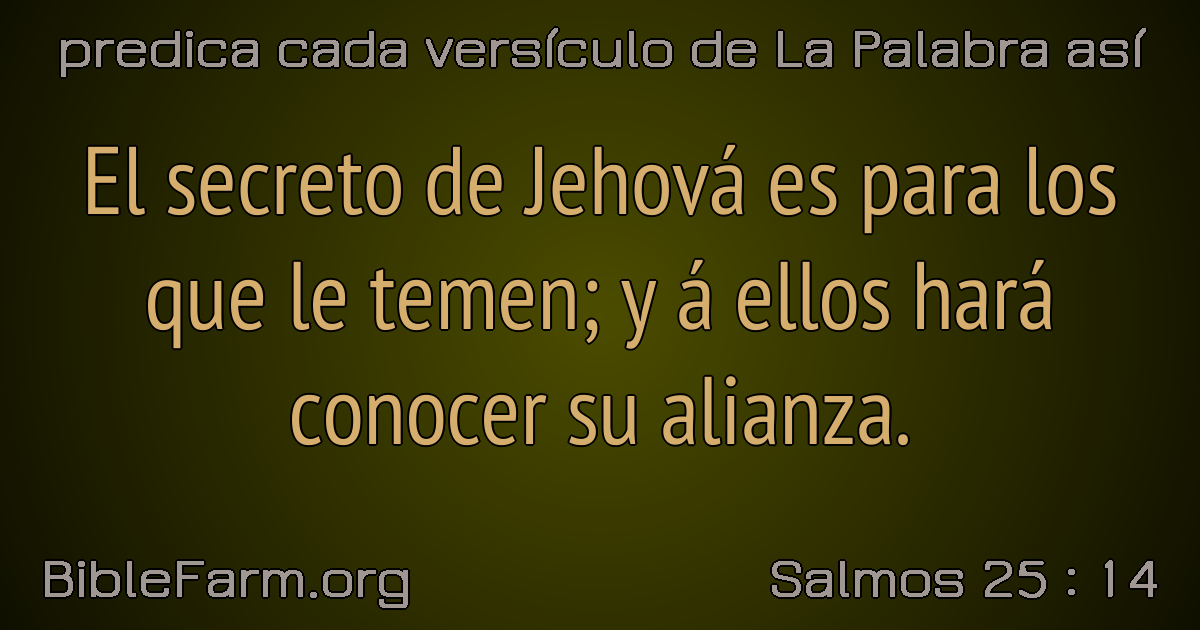 predica cada versículo de La Palabra así
El secreto de Jehová es para los
que le temen; y á ellos hará
conocer su alianza.
BibleFarm.org
Salmos 25 : 14